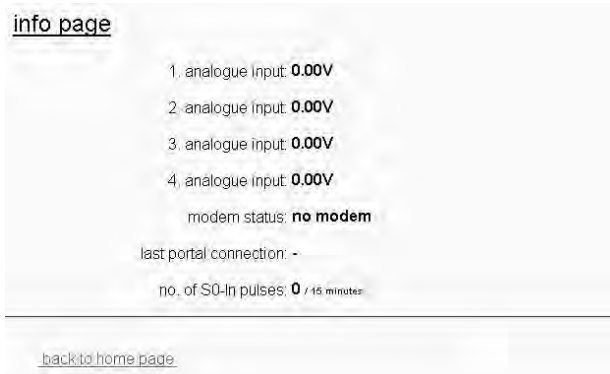 info page
1. analogue input: 0.00V
2. analogue input: 0.00V
3. analogue input: 0.00V
4. analogue input: 0.00V
modem status: no modem
last portal connection: -
no. of S0-In pulses: 0 / 15 minutes
back to home page